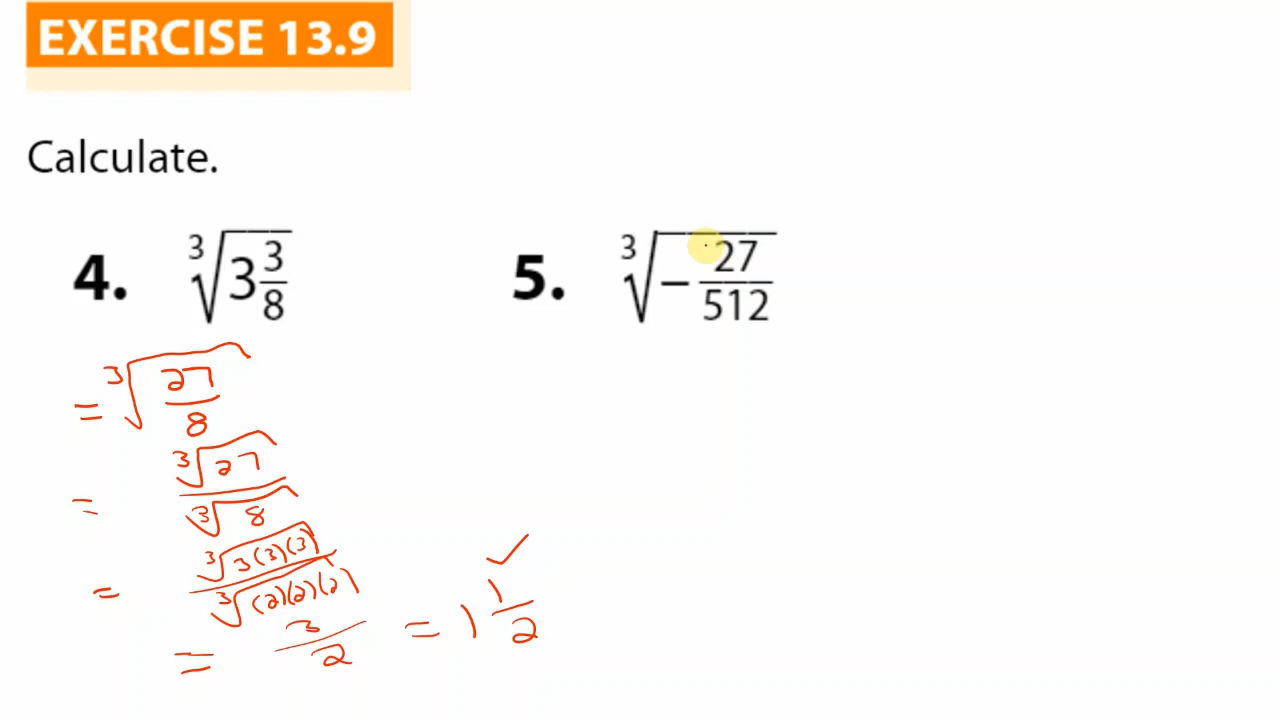 EXERCISE 13.9
Calculate.
4. ∛(3 3/8) 5. ∛(− 27/512)
= ∛(27/8)
= ∛27 / ∛8
= ∛(3(3)(3)) / ∛((2)(2)(2)) ✓
= 3/2 = 1 1/2